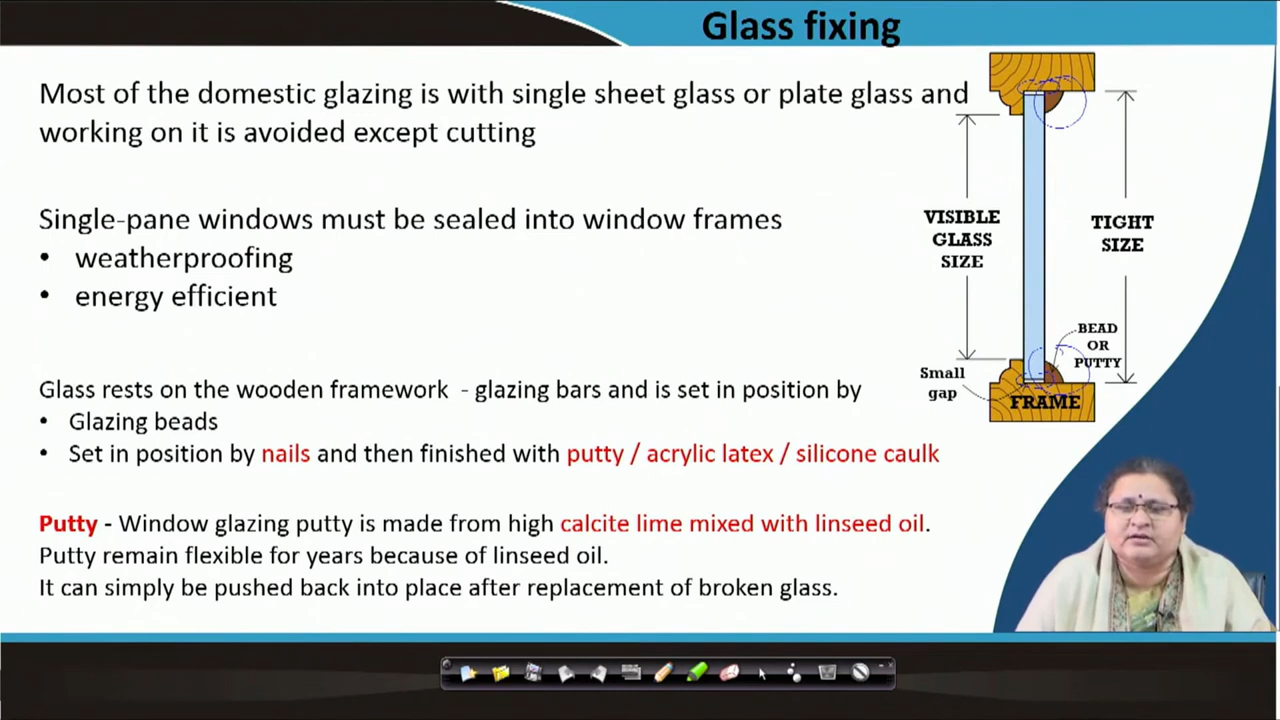 Glass fixing
Most of the domestic glazing is with single sheet glass or plate glass and
working on it is avoided except cutting
Single-pane windows must be sealed into window frames
• weatherproofing
• energy efficient
Glass rests on the wooden framework - glazing bars and is set in position by
• Glazing beads
• Set in position by nails and then finished with putty / acrylic latex / silicone caulk
Putty - Window glazing putty is made from high calcite lime mixed with linseed oil.
Putty remain flexible for years because of linseed oil.
It can simply be pushed back into place after replacement of broken glass.
VISIBLE
GLASS
SIZE
TIGHT
SIZE
BEAD
OR
PUTTY
Small
gap
FRAME